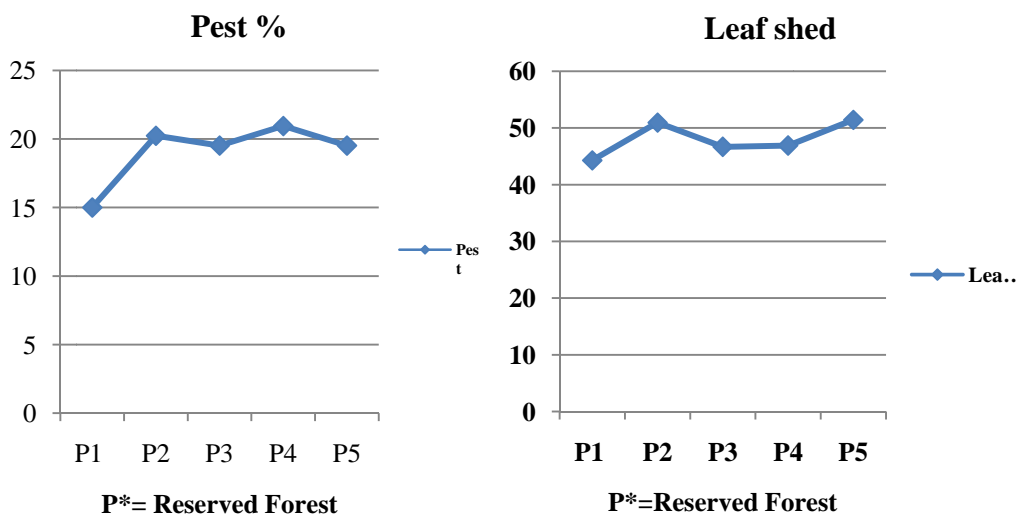 Pest %
25
20
15
10
5
0
P1 P2 P3 P4 P5
P*= Reserved Forest
Pes
t
Leaf shed
60
50
40
30
20
10
0
P1 P2 P3 P4 P5
P*=Reserved Forest
Lea..